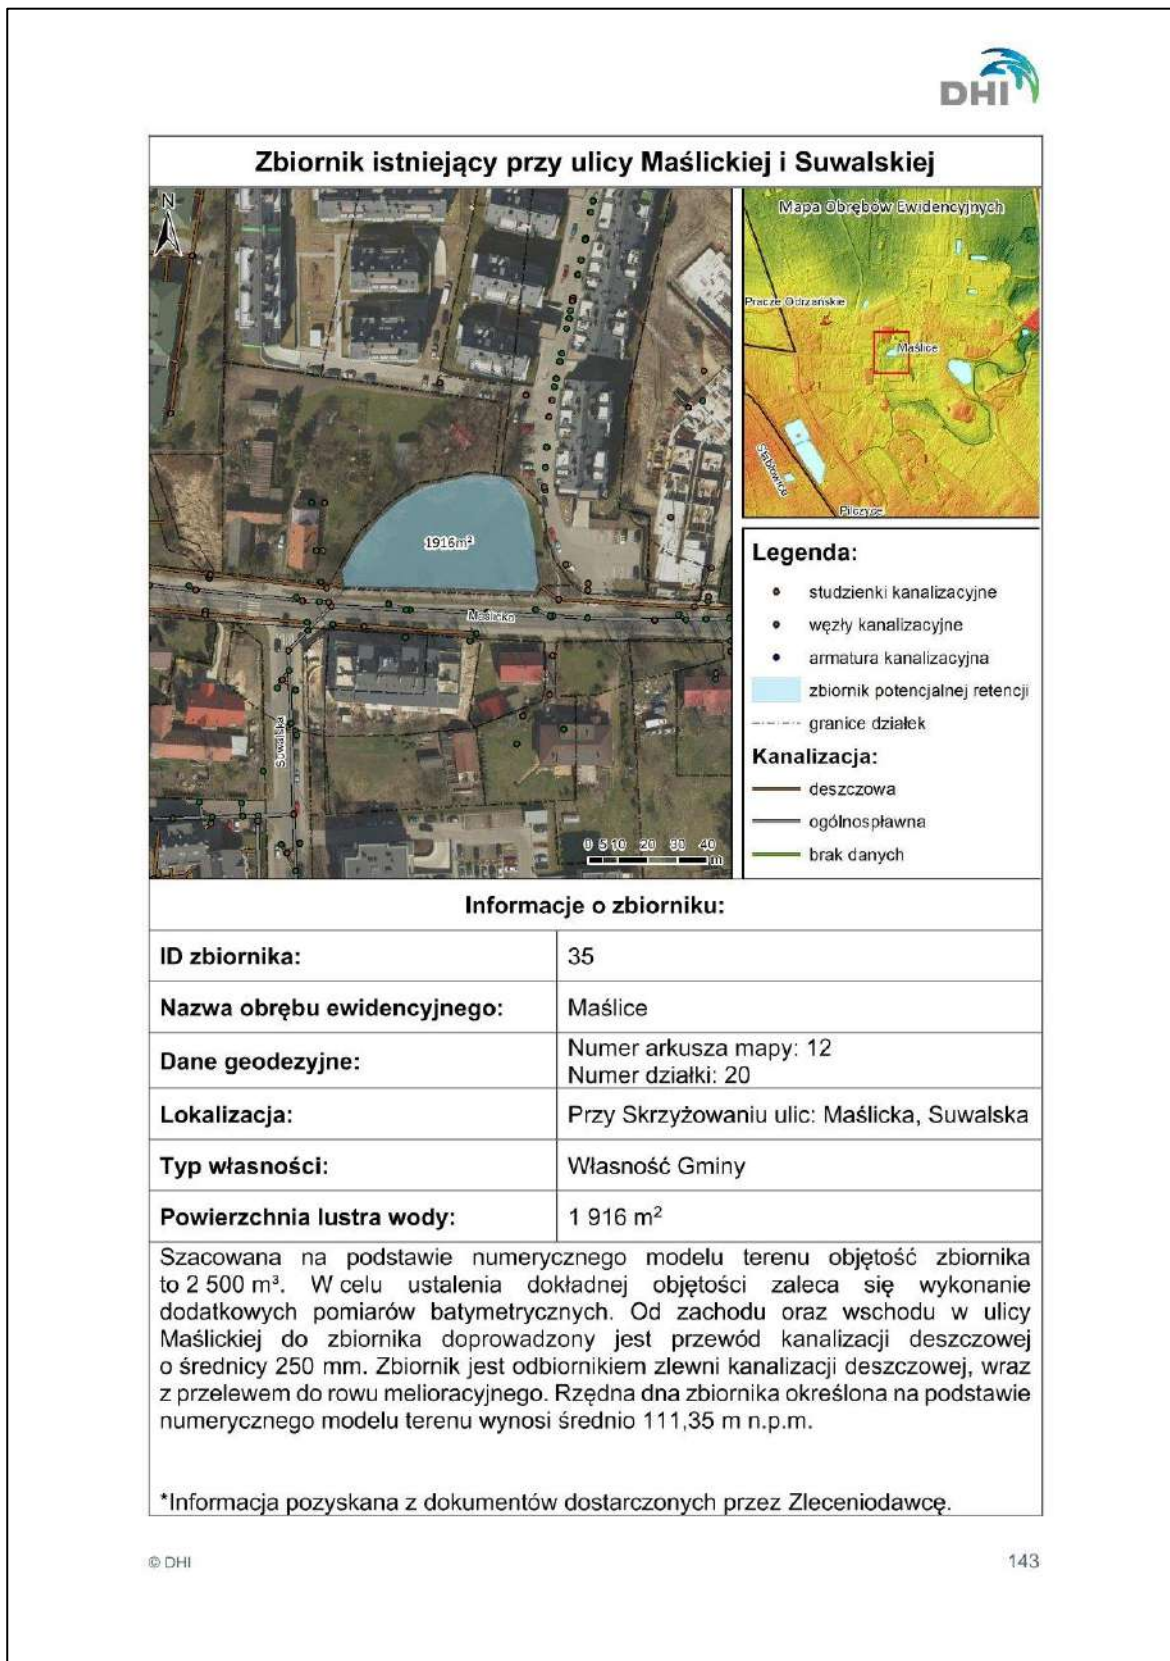 DHI
Zbiornik istniejący przy ulicy Maślickiej i Suwalskiej
N
1916m²
Maślicka
Suwalska
0 5 10 20 30 40
m
Mapa Obrębów Ewidencyjnych
Pracze Odrzańskie
Maślice
Stabłowice
Pilczyce
Legenda:
studzienki kanalizacyjne
węzły kanalizacyjne
armatura kanalizacyjna
zbiornik potencjalnej retencji
granice działek
Kanalizacja:
deszczowa
ogólnospławna
brak danych
Informacje o zbiorniku:
ID zbiornika: 35
Nazwa obrębu ewidencyjnego: Maślice
Dane geodezyjne: Numer arkusza mapy: 12
Numer działki: 20
Lokalizacja: Przy Skrzyżowaniu ulic: Maślicka, Suwalska
Typ własności: Własność Gminy
Powierzchnia lustra wody: 1 916 m²
Szacowana na podstawie numerycznego modelu terenu objętość zbiornika
to 2 500 m³. W celu ustalenia dokładnej objętości zaleca się wykonanie
dodatkowych pomiarów batymetrycznych. Od zachodu oraz wschodu w ulicy
Maślickiej do zbiornika doprowadzony jest przewód kanalizacji deszczowej
o średnicy 250 mm. Zbiornik jest odbiornikiem zlewni kanalizacji deszczowej, wraz
z przelewem do rowu melioracyjnego. Rzędna dna zbiornika określona na podstawie
numerycznego modelu terenu wynosi średnio 111,35 m n.p.m.
*Informacja pozyskana z dokumentów dostarczonych przez Zleceniodawcę.
© DHI
143